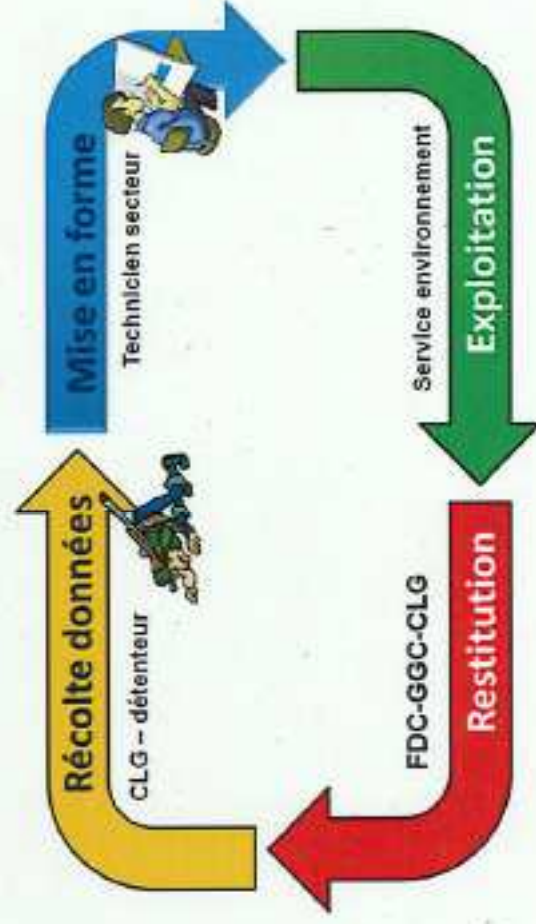 Récolte données
CLG – détenteur
Mise en forme
Technicien secteur
Service environnement
Exploitation
FDC-GGC-CLG
Restitution